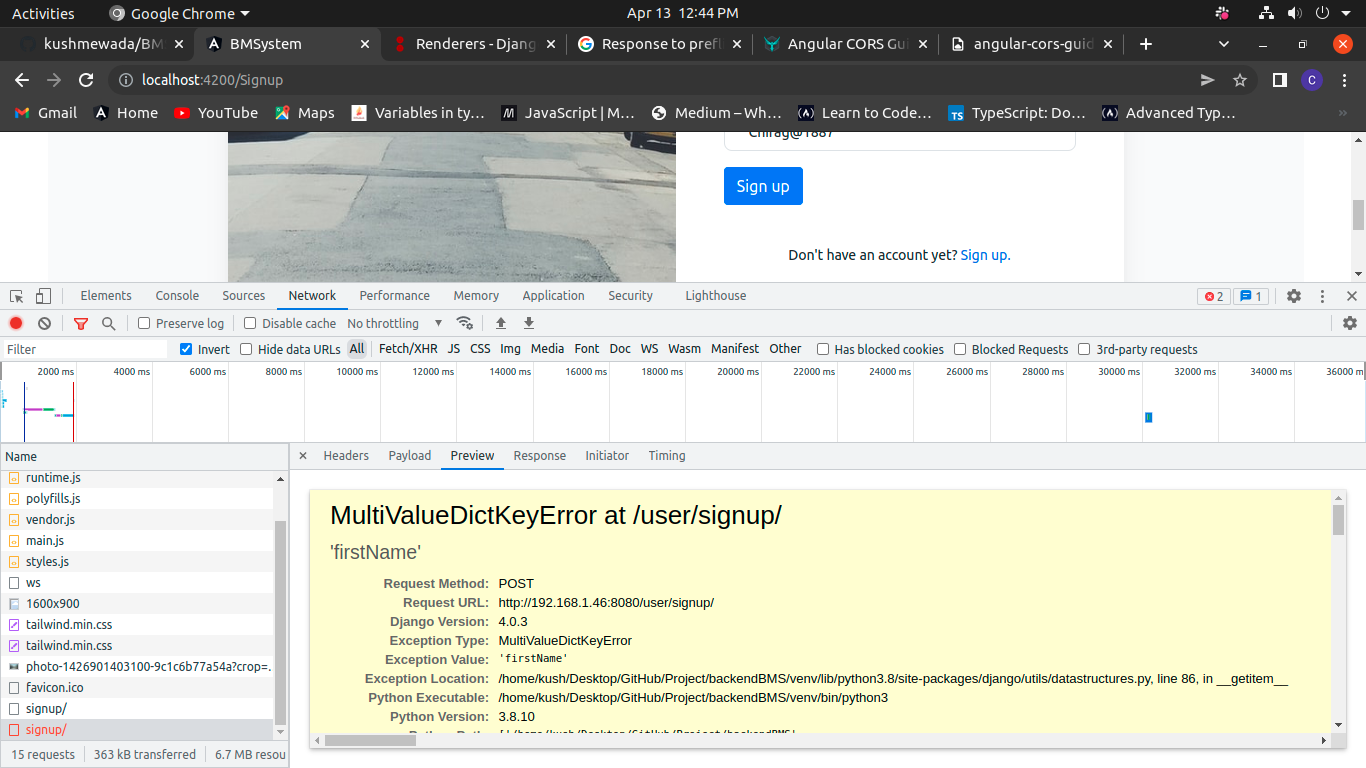 Activities Google Chrome Apr 13 12:44 PM
kushmewada/BM BMSystem Renderers - Djang Response to prefli Angular CORS Gui angular-cors-guid
localhost:4200/Signup C
Gmail Home YouTube Maps Variables in ty… JavaScript | M… Medium – Wh… Learn to Code… TypeScript: Do… Advanced Typ… »
Chirag@1887
Sign up
Don't have an account yet? Sign up.
Elements Console Sources Network Performance Memory Application Security Lighthouse 2 1
Preserve log Disable cache No throttling
Filter Invert Hide data URLs All Fetch/XHR JS CSS Img Media Font Doc WS Wasm Manifest Other Has blocked cookies Blocked Requests 3rd-party requests
2000 ms 4000 ms 6000 ms 8000 ms 10000 ms 12000 ms 14000 ms 16000 ms 18000 ms 20000 ms 22000 ms 24000 ms 26000 ms 28000 ms 30000 ms 32000 ms 34000 ms 36000 m
Name Headers Payload Preview Response Initiator Timing
runtime.js
polyfills.js
vendor.js
main.js
styles.js
ws
1600x900
tailwind.min.css
tailwind.min.css
photo-1426901403100-9c1c6b77a54a?crop=.
favicon.ico
signup/
signup/
15 requests 363 kB transferred 6.7 MB resou
MultiValueDictKeyError at /user/signup/
'firstName'
Request Method: POST
Request URL: http://192.168.1.46:8080/user/signup/
Django Version: 4.0.3
Exception Type: MultiValueDictKeyError
Exception Value: 'firstName'
Exception Location: /home/kush/Desktop/GitHub/Project/backendBMS/venv/lib/python3.8/site-packages/django/utils/datastructures.py, line 86, in __getitem__
Python Executable: /home/kush/Desktop/GitHub/Project/backendBMS/venv/bin/python3
Python Version: 3.8.10
Python Path: ['/home/kush/Desktop/GitHub/Project/backendBMS',